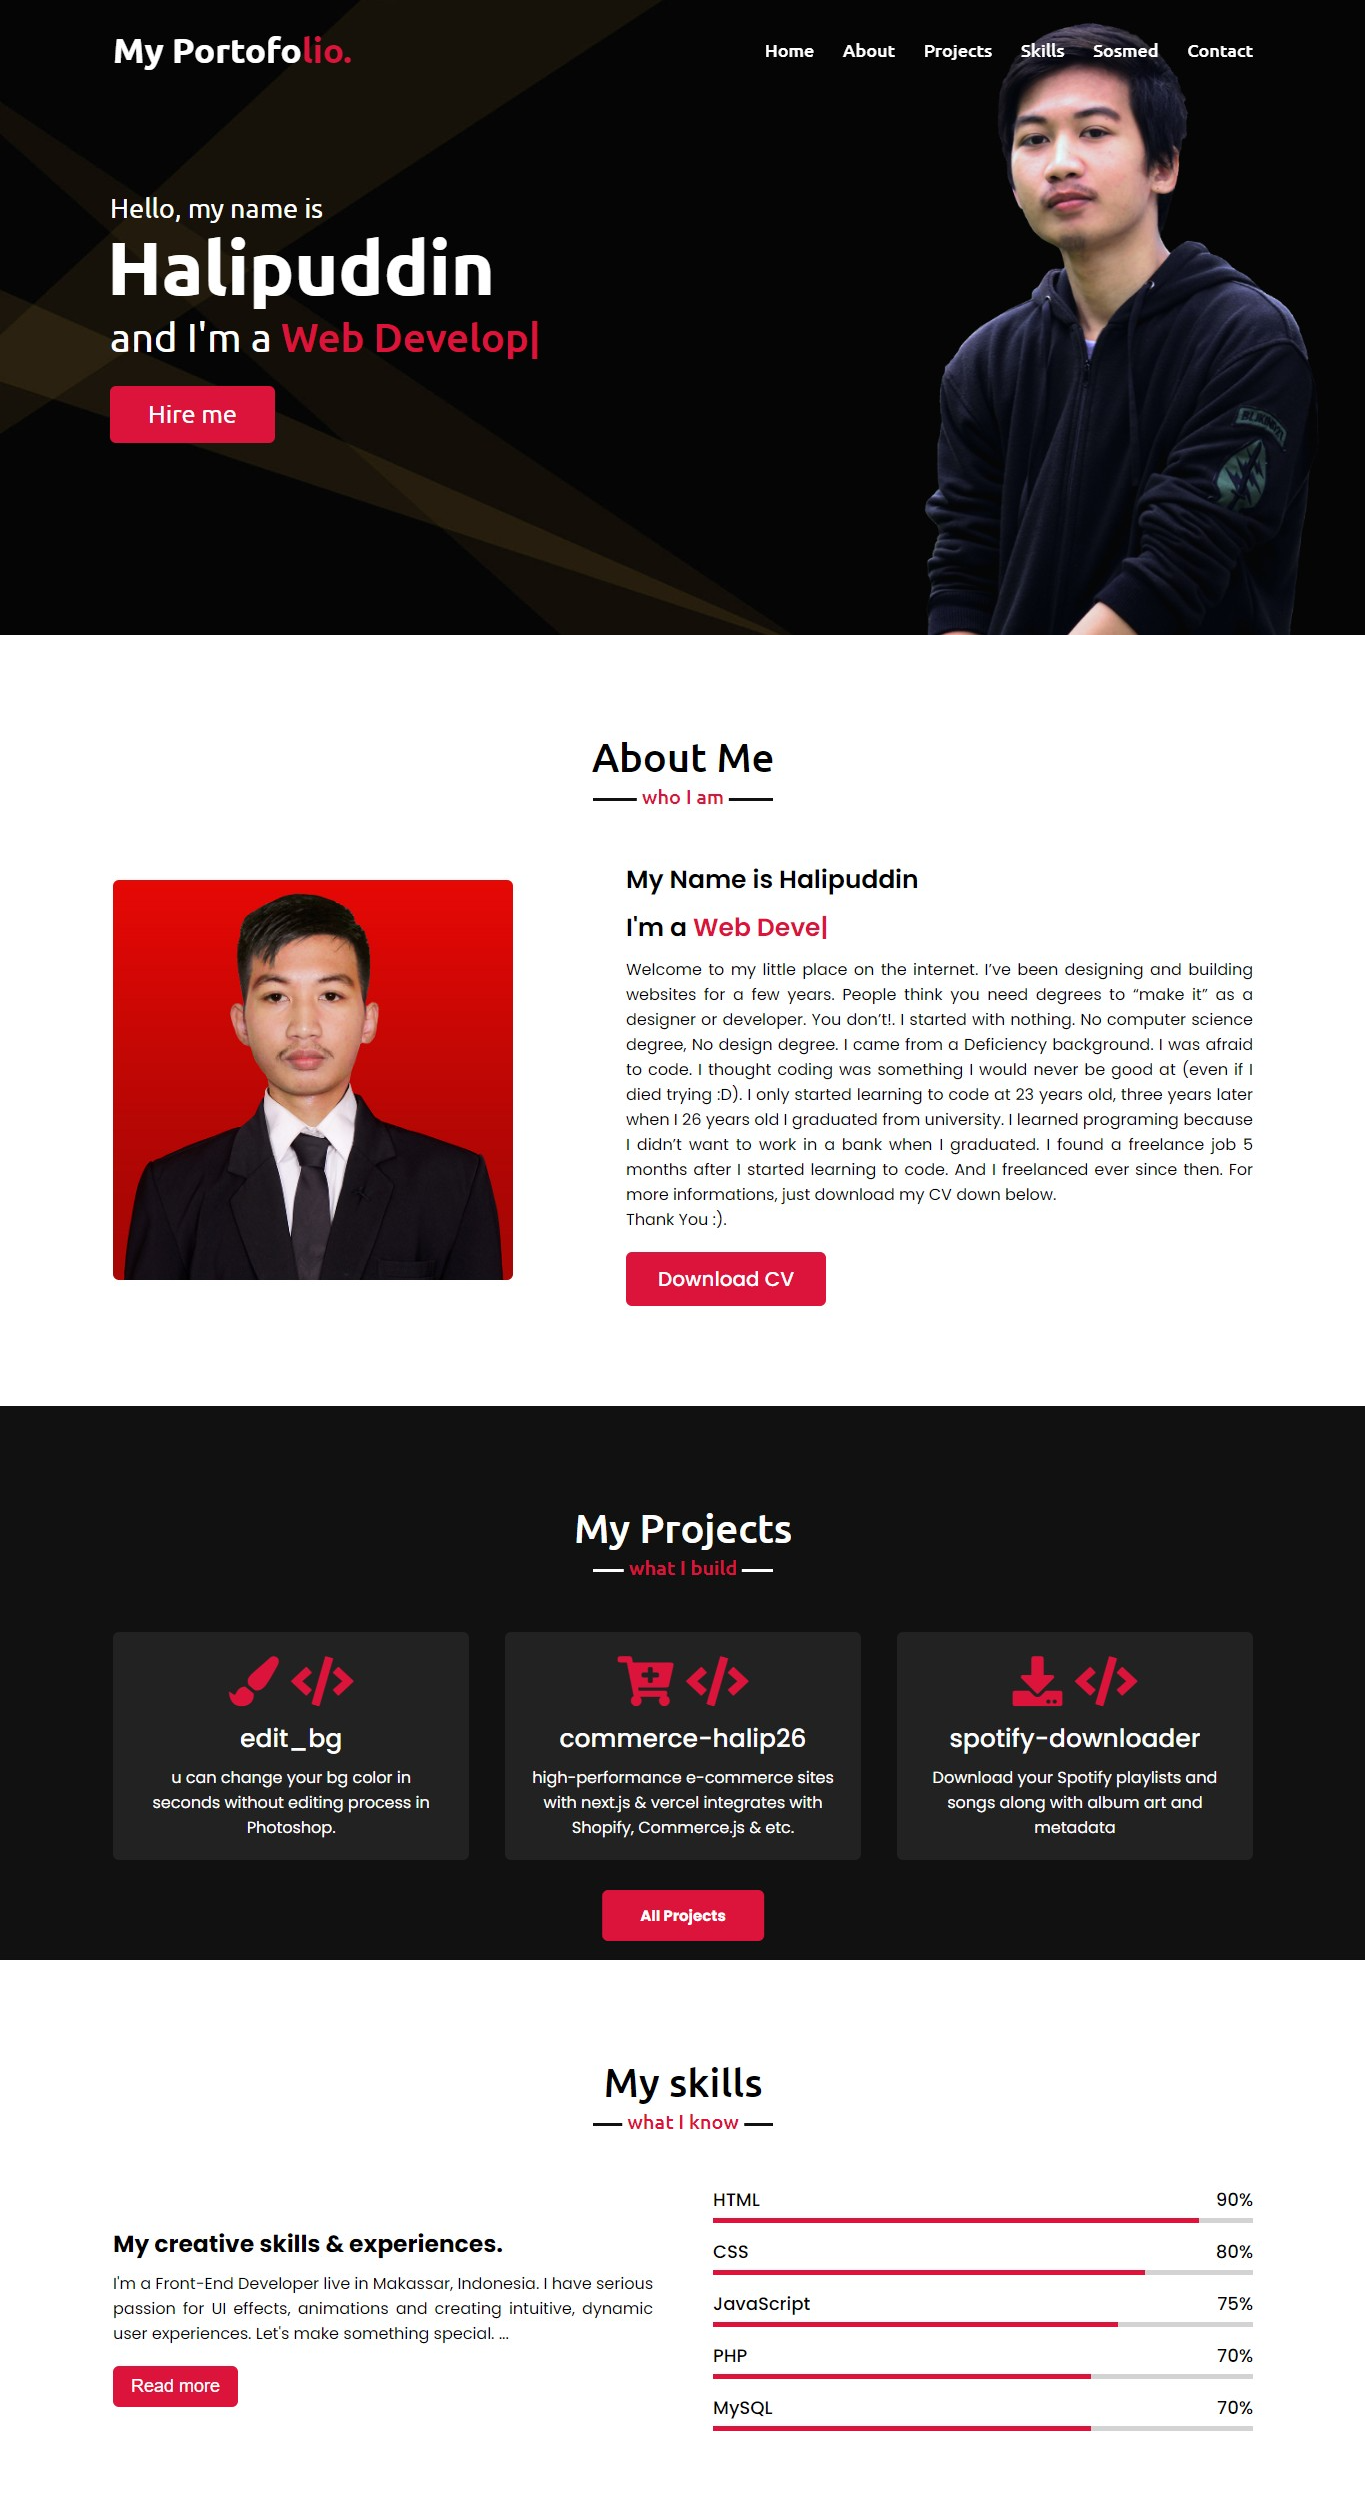 My Portofolio.
Home About Projects Skills Sosmed Contact
Hello, my name is
Halipuddin
and I'm a Web Develop|
Hire me
About Me
who I am
My Name is Halipuddin
I'm a Web Deve|
Welcome to my little place on the internet. I’ve been designing and building
websites for a few years. People think you need degrees to “make it” as a
designer or developer. You don’t!. I started with nothing. No computer science
degree, No design degree. I came from a Deficiency background. I was afraid
to code. I thought coding was something I would never be good at (even if I
died trying :D). I only started learning to code at 23 years old, three years later
when I 26 years old I graduated from university. I learned programing because
I didn’t want to work in a bank when I graduated. I found a freelance job 5
months after I started learning to code. And I freelanced ever since then. For
more informations, just download my CV down below.
Thank You :).
Download CV
My Projects
what I build
edit_bg
u can change your bg color in
seconds without editing process in
Photoshop.
commerce-halip26
high-performance e-commerce sites
with next.js & vercel integrates with
Shopify, Commerce.js & etc.
spotify-downloader
Download your Spotify playlists and
songs along with album art and
metadata
All Projects
My skills
what I know
My creative skills & experiences.
I'm a Front-End Developer live in Makassar, Indonesia. I have serious
passion for UI effects, animations and creating intuitive, dynamic
user experiences. Let's make something special. ...
Read more
HTML 90%
CSS 80%
JavaScript 75%
PHP 70%
MySQL 70%